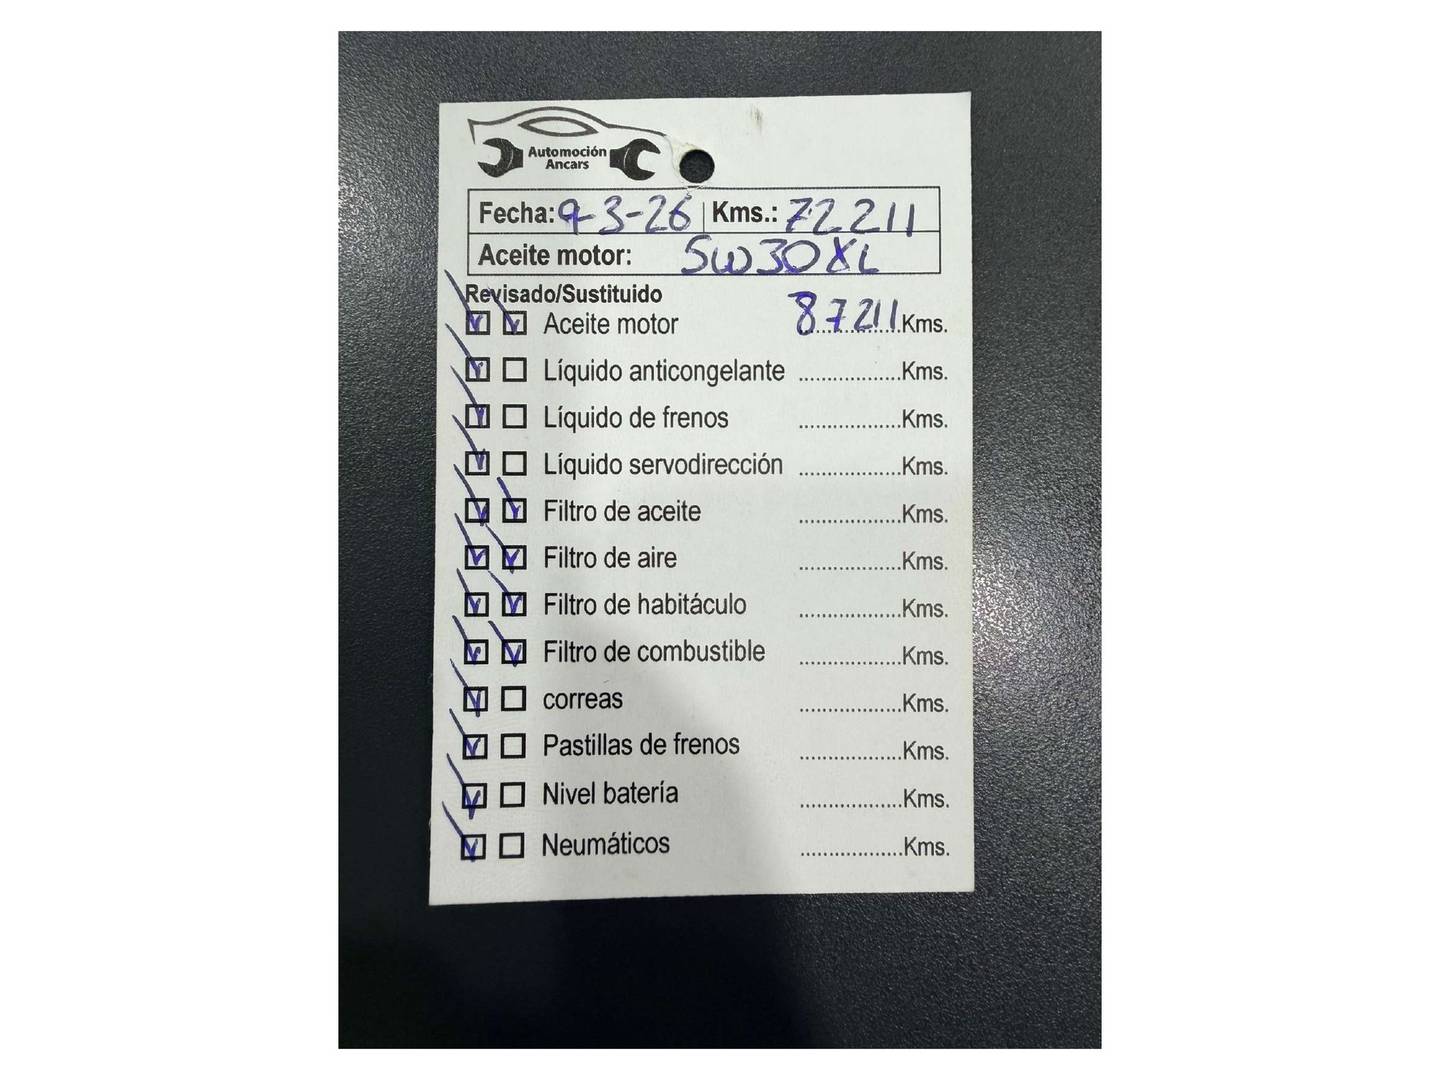 Automoción
Ancars
Fecha: 9-3-26 Kms.: 72211
Aceite motor: 5W30XL
Revisado/Sustituido
Aceite motor 87211 Kms.
Líquido anticongelante ..................Kms.
Líquido de frenos ..................Kms.
Líquido servodirección ..................Kms.
Filtro de aceite ..................Kms.
Filtro de aire ..................Kms.
Filtro de habitáculo ..................Kms.
Filtro de combustible ..................Kms.
correas ..................Kms.
Pastillas de frenos ..................Kms.
Nivel batería ..................Kms.
Neumáticos ..................Kms.